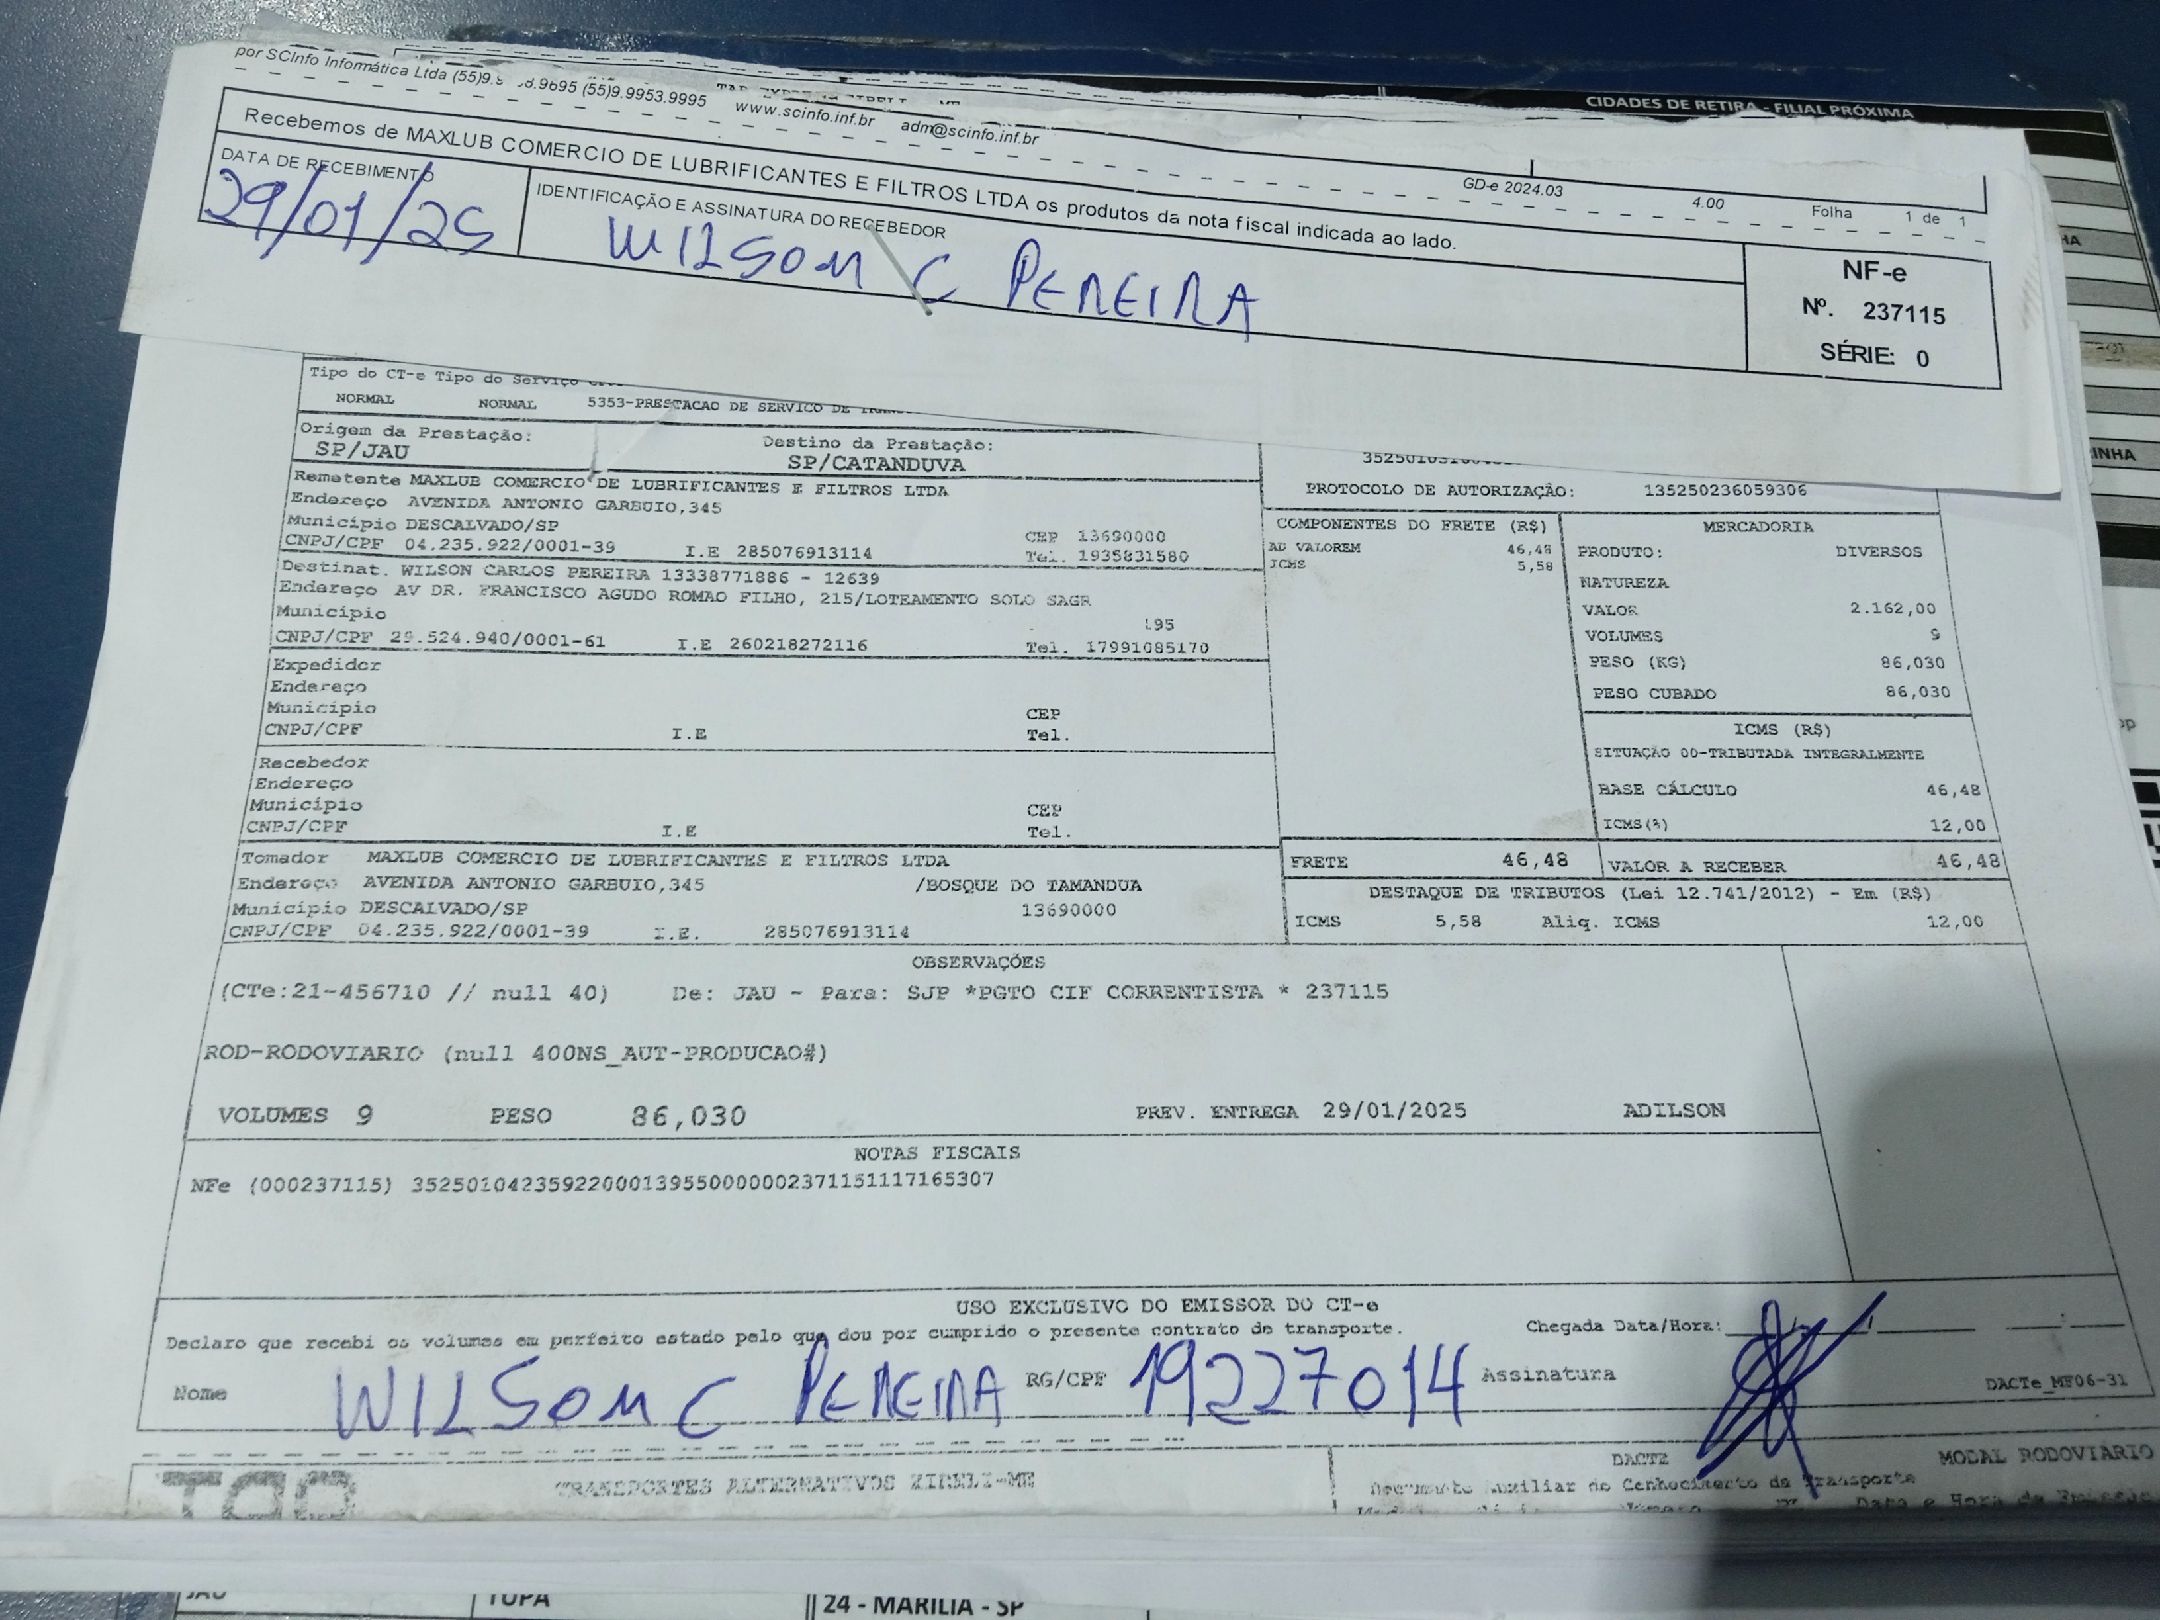 por SCInfo Informática Ltda (55)9. .9695 (55)9.9953.9995 www.scinfo.inf.br adm@scinfo.inf.br GD-e 2024.03 4.00 Folha 1 de 1
CIDADES DE RETIRA - FILIAL PRÓXIMA
Recebemos de MAXLUB COMERCIO DE LUBRIFICANTES E FILTROS LTDA os produtos da nota fiscal indicada ao lado.
DATA DE RECEBIMENTO
29/01/25
IDENTIFICAÇÃO E ASSINATURA DO RECEBEDOR
WILSON C PEREIRA
NF-e
Nº. 237115
SÉRIE: 0
Tipo do CT-e Tipo do Serviço
NORMAL NORMAL 5353-PRESTACAO DE SERVICO DE
Origem da Prestação:
SP/JAU
Destino da Prestação:
SP/CATANDUVA
PROTOCOLO DE AUTORIZAÇÃO: 135250236059306
Remetente MAXLUB COMERCIO DE LUBRIFICANTES E FILTROS LTDA
Endereço AVENIDA ANTONIO GARBUIO,345
Município DESCALVADO/SP CEP 13690000
CNPJ/CPF 04.235.922/0001-39 I.E 285076913114 Tel. 1935831580
Destinat. WILSON CARLOS PEREIRA 13338771886 - 12639
Endereço AV DR. FRANCISCO AGUDO ROMAO FILHO, 215/LOTEAMENTO SOLO SAGR
Município 195
CNPJ/CPF 29.524.940/0001-61 I.E 260218272116 Tel. 17991085170
Expedidor
Endereço
Município CEP
CNPJ/CPF I.E Tel.
Recebedor
Endereço
Município CEP
CNPJ/CPF I.E Tel.
Tomador MAXLUB COMERCIO DE LUBRIFICANTES E FILTROS LTDA
Endereço AVENIDA ANTONIO GARBUIO,345 /BOSQUE DO TAMANDUA
Município DESCALVADO/SP 13690000
CNPJ/CPF 04.235.922/0001-39 I.E. 285076913114
COMPONENTES DO FRETE (R$)
AD VALOREM 46,48
ICMS 5,58
MERCADORIA
PRODUTO: DIVERSOS
NATUREZA
VALOR 2.162,00
VOLUMES 9
PESO (KG) 86,030
PESO CUBADO 86,030
ICMS (R$)
SITUAÇÃO 00-TRIBUTADA INTEGRALMENTE
BASE CÁLCULO 46,48
ICMS(%) 12,00
FRETE 46,48 VALOR A RECEBER 46,48
DESTAQUE DE TRIBUTOS (Lei 12.741/2012) - Em (R$)
ICMS 5,58 Aliq. ICMS 12,00
OBSERVAÇÕES
(CTe:21-456710 // null 40) De: JAU - Para: SJP *PGTO CIF CORRENTISTA * 237115
ROD-RODOVIARIO (null 400NS_AUT-PRODUCAO#)
VOLUMES 9 PESO 86,030 PREV. ENTREGA 29/01/2025 ADILSON
NOTAS FISCAIS
NFe (000237115) 35250104235922000139550000002371151117165307
USO EXCLUSIVO DO EMISSOR DO CT-e
Declaro que recebi os volumes em perfeito estado pelo que dou por cumprido o presente contrato de transporte. Chegada Data/Hora:
Nome WILSON C PEREIRA RG/CPF 19227014 Assinatura
DACTe_MF06-31
TRANSPORTES ALTERNATIVOS EIRELI-ME
DACTE MODAL RODOVIARIO
Documento Auxiliar de Conhecimento de Transporte
Data e Hora de Emissão
JAU TUPA 24 - MARILIA - SP